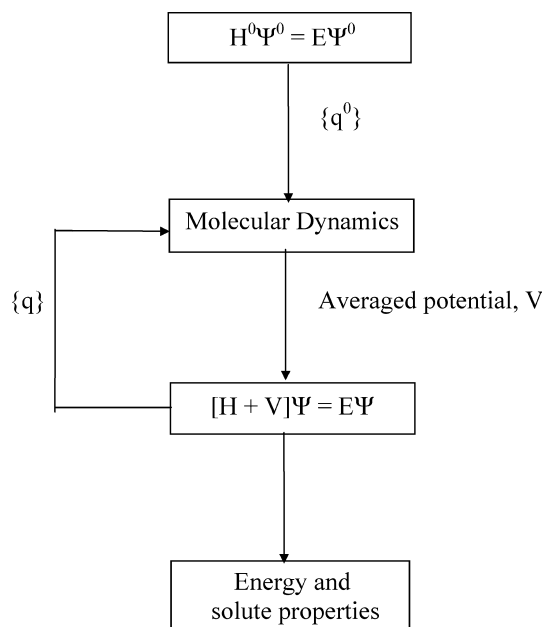 H⁰Ψ⁰ = EΨ⁰
{q⁰}
Molecular Dynamics
{q}
Averaged potential, V
[H + V]Ψ = EΨ
Energy and
solute properties